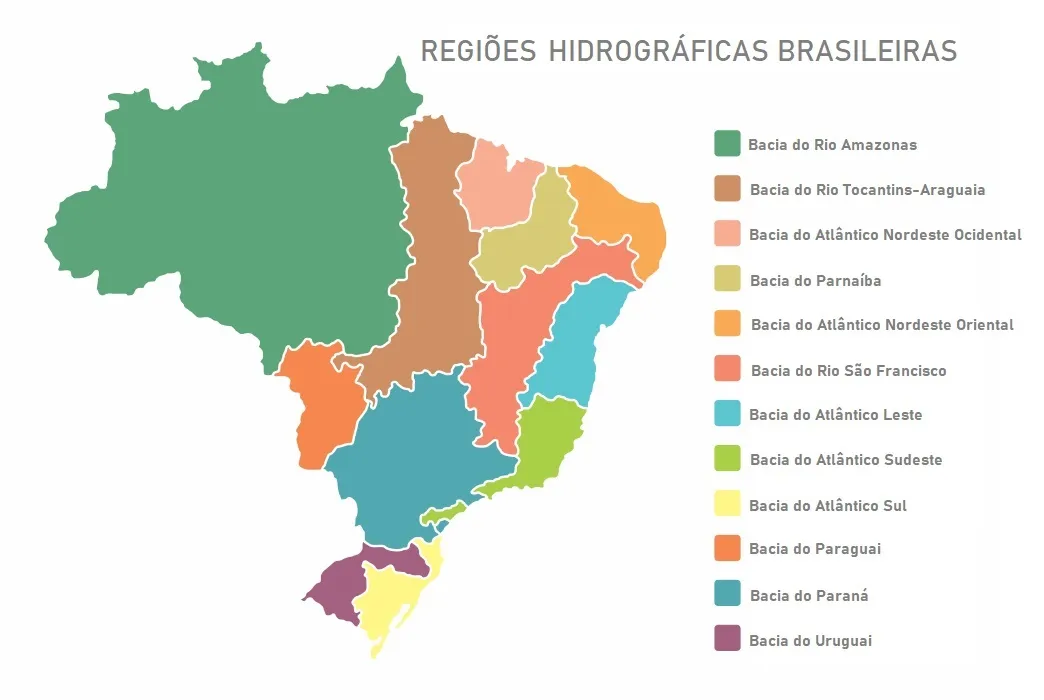 REGIÕES HIDROGRÁFICAS BRASILEIRAS
Bacia do Rio Amazonas
Bacia do Rio Tocantins-Araguaia
Bacia do Atlântico Nordeste Ocidental
Bacia do Parnaíba
Bacia do Atlântico Nordeste Oriental
Bacia do Rio São Francisco
Bacia do Atlântico Leste
Bacia do Atlântico Sudeste
Bacia do Atlântico Sul
Bacia do Paraguai
Bacia do Paraná
Bacia do Uruguai